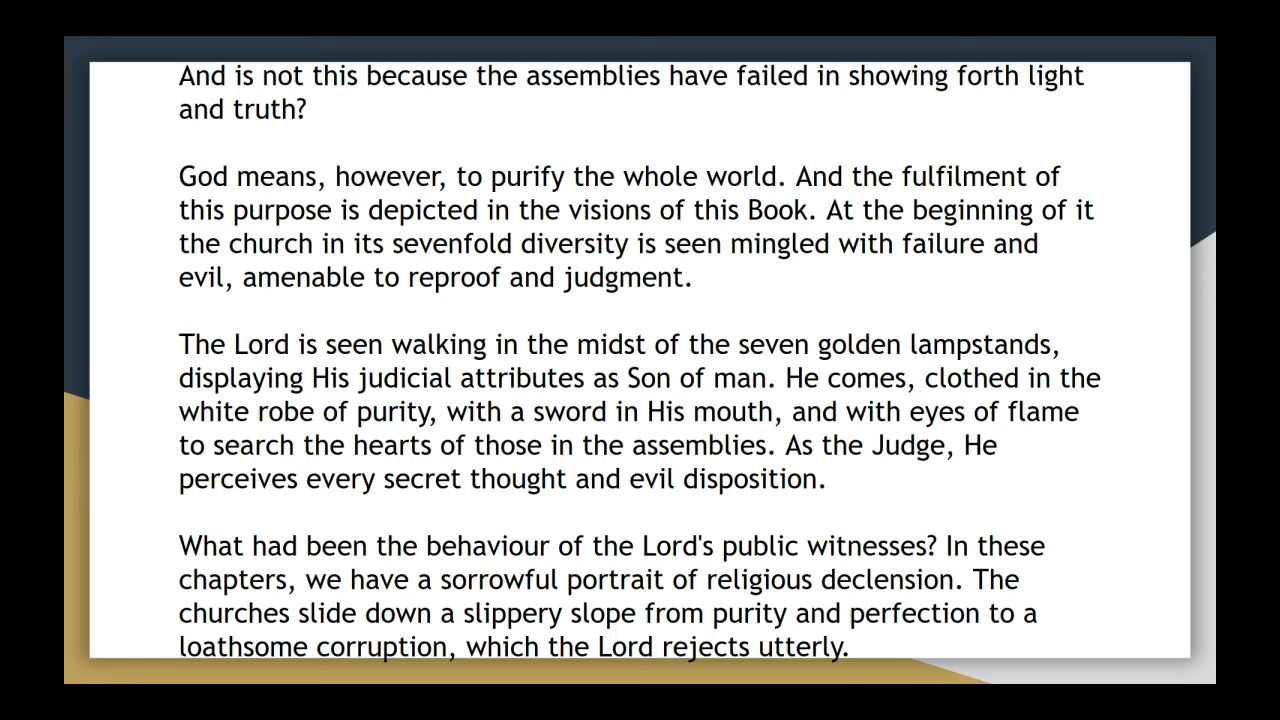 And is not this because the assemblies have failed in showing forth light
and truth?
God means, however, to purify the whole world. And the fulfilment of
this purpose is depicted in the visions of this Book. At the beginning of it
the church in its sevenfold diversity is seen mingled with failure and
evil, amenable to reproof and judgment.
The Lord is seen walking in the midst of the seven golden lampstands,
displaying His judicial attributes as Son of man. He comes, clothed in the
white robe of purity, with a sword in His mouth, and with eyes of flame
to search the hearts of those in the assemblies. As the Judge, He
perceives every secret thought and evil disposition.
What had been the behaviour of the Lord's public witnesses? In these
chapters, we have a sorrowful portrait of religious declension. The
churches slide down a slippery slope from purity and perfection to a
loathsome corruption, which the Lord rejects utterly.